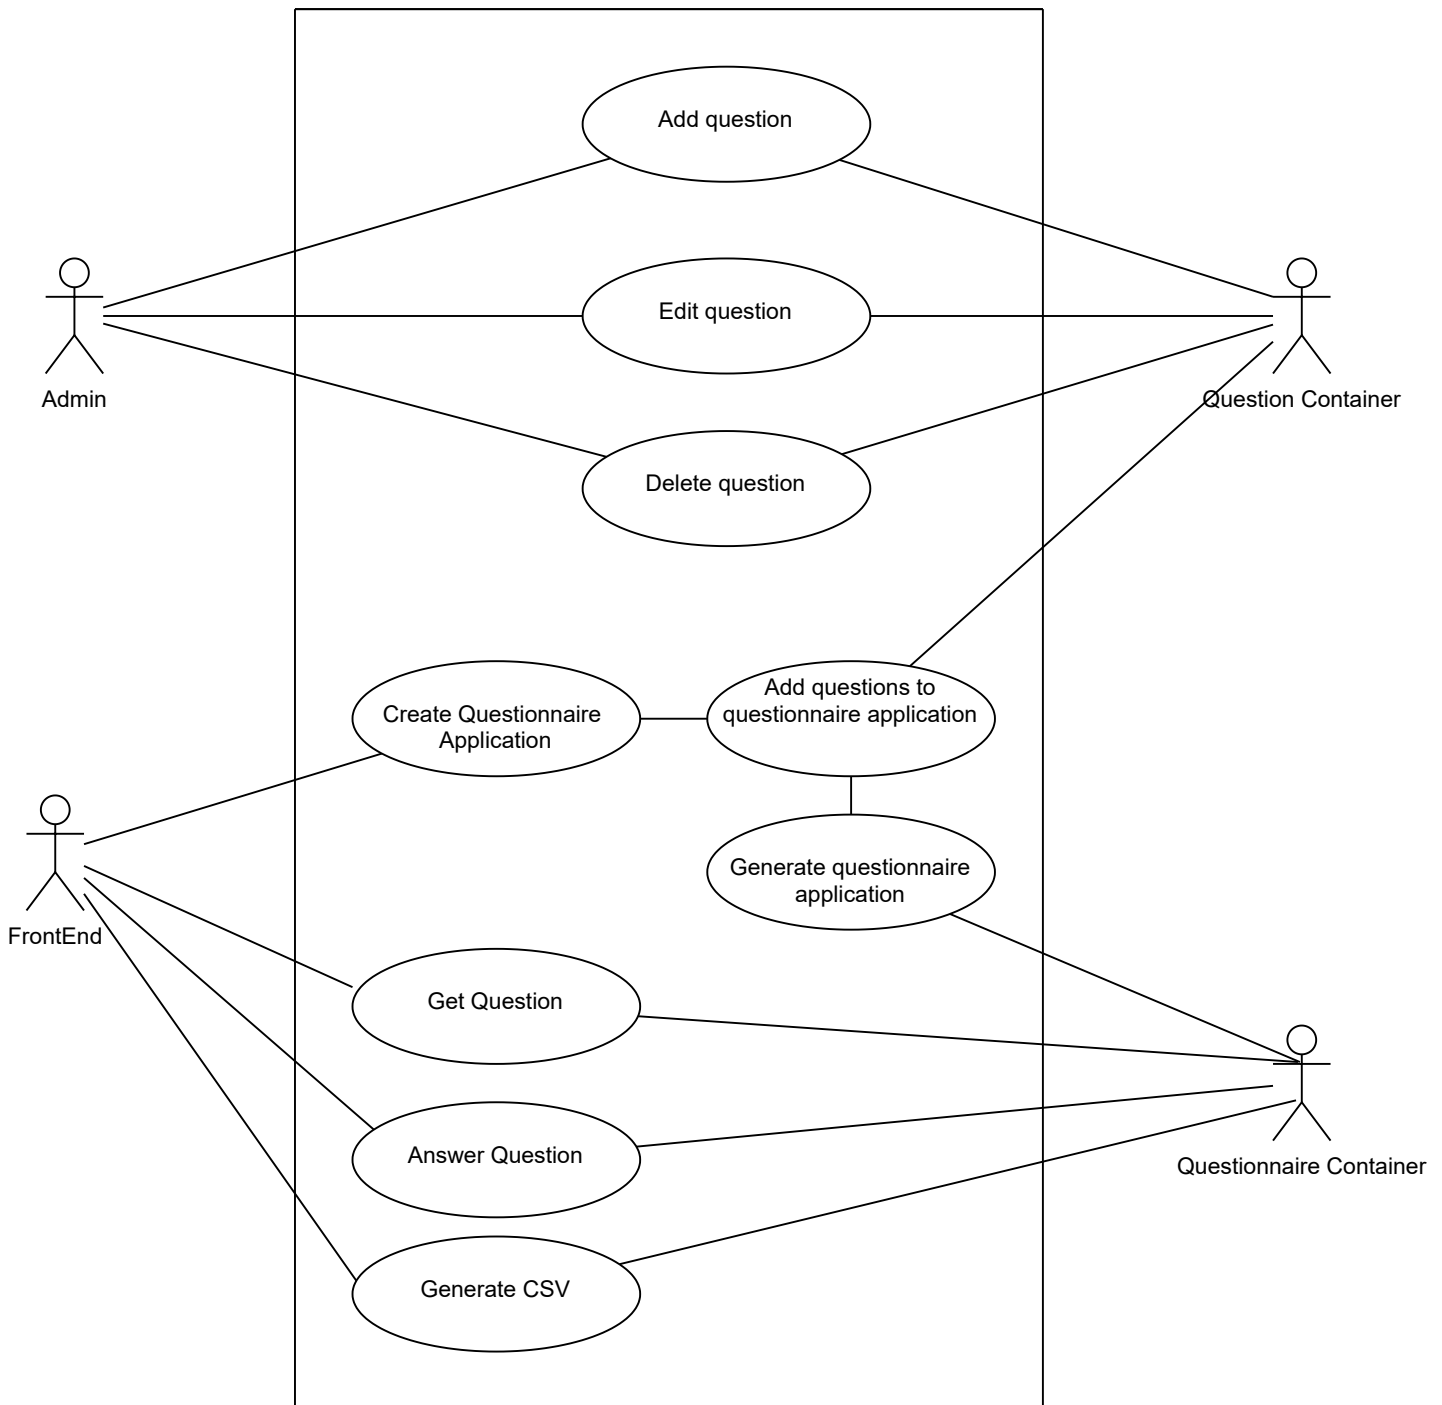 Add question
Edit question
Admin
Question Container
Delete question
Add questions to
questionnaire application
Create Questionnaire
Application
Generate questionnaire
application
FrontEnd
Get Question
Answer Question
Questionnaire Container
Generate CSV